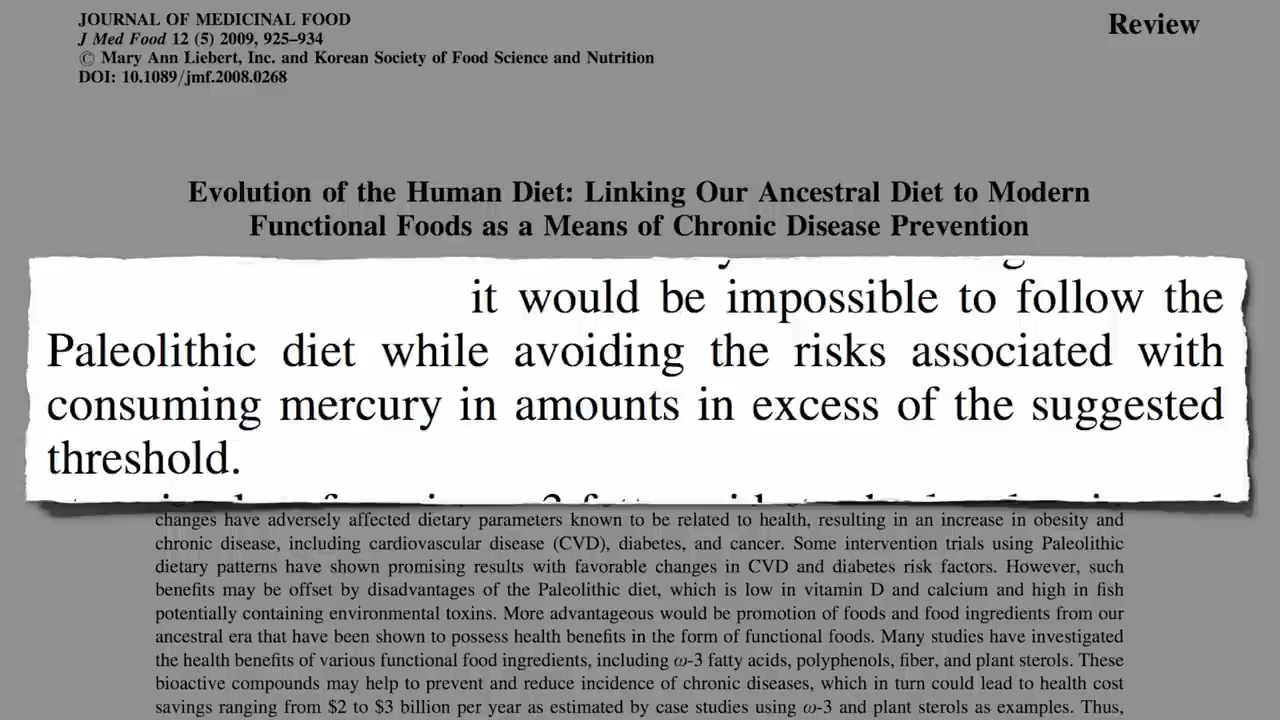 JOURNAL OF MEDICINAL FOOD
J Med Food 12 (5) 2009, 925–934
© Mary Ann Liebert, Inc. and Korean Society of Food Science and Nutrition
DOI: 10.1089/jmf.2008.0268
Review
Evolution of the Human Diet: Linking Our Ancestral Diet to Modern
Functional Foods as a Means of Chronic Disease Prevention
it would be impossible to follow the
Paleolithic diet while avoiding the risks associated with
consuming mercury in amounts in excess of the suggested
threshold.
changes have adversely affected dietary parameters known to be related to health, resulting in an increase in obesity and
chronic disease, including cardiovascular disease (CVD), diabetes, and cancer. Some intervention trials using Paleolithic
dietary patterns have shown promising results with favorable changes in CVD and diabetes risk factors. However, such
benefits may be offset by disadvantages of the Paleolithic diet, which is low in vitamin D and calcium and high in fish
potentially containing environmental toxins. More advantageous would be promotion of foods and food ingredients from our
ancestral era that have been shown to possess health benefits in the form of functional foods. Many studies have investigated
the health benefits of various functional food ingredients, including ω-3 fatty acids, polyphenols, fiber, and plant sterols. These
bioactive compounds may help to prevent and reduce incidence of chronic diseases, which in turn could lead to health cost
savings ranging from $2 to $3 billion per year as estimated by case studies using ω-3 and plant sterols as examples. Thus,